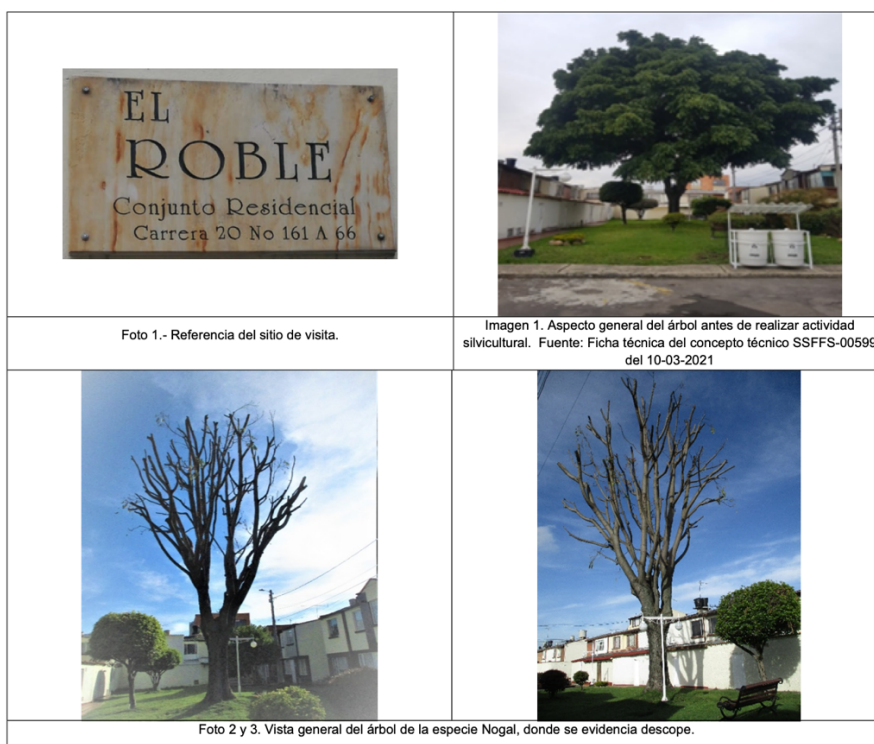 EL
ROBLE
Conjunto Residencial
Carrera 20 No 161 A 66
Foto 1.- Referencia del sitio de visita.
Imagen 1. Aspecto general del árbol antes de realizar actividad
silvicultural. Fuente: Ficha técnica del concepto técnico SSFFS-00599
del 10-03-2021
Foto 2 y 3. Vista general del árbol de la especie Nogal, donde se evidencia descope.